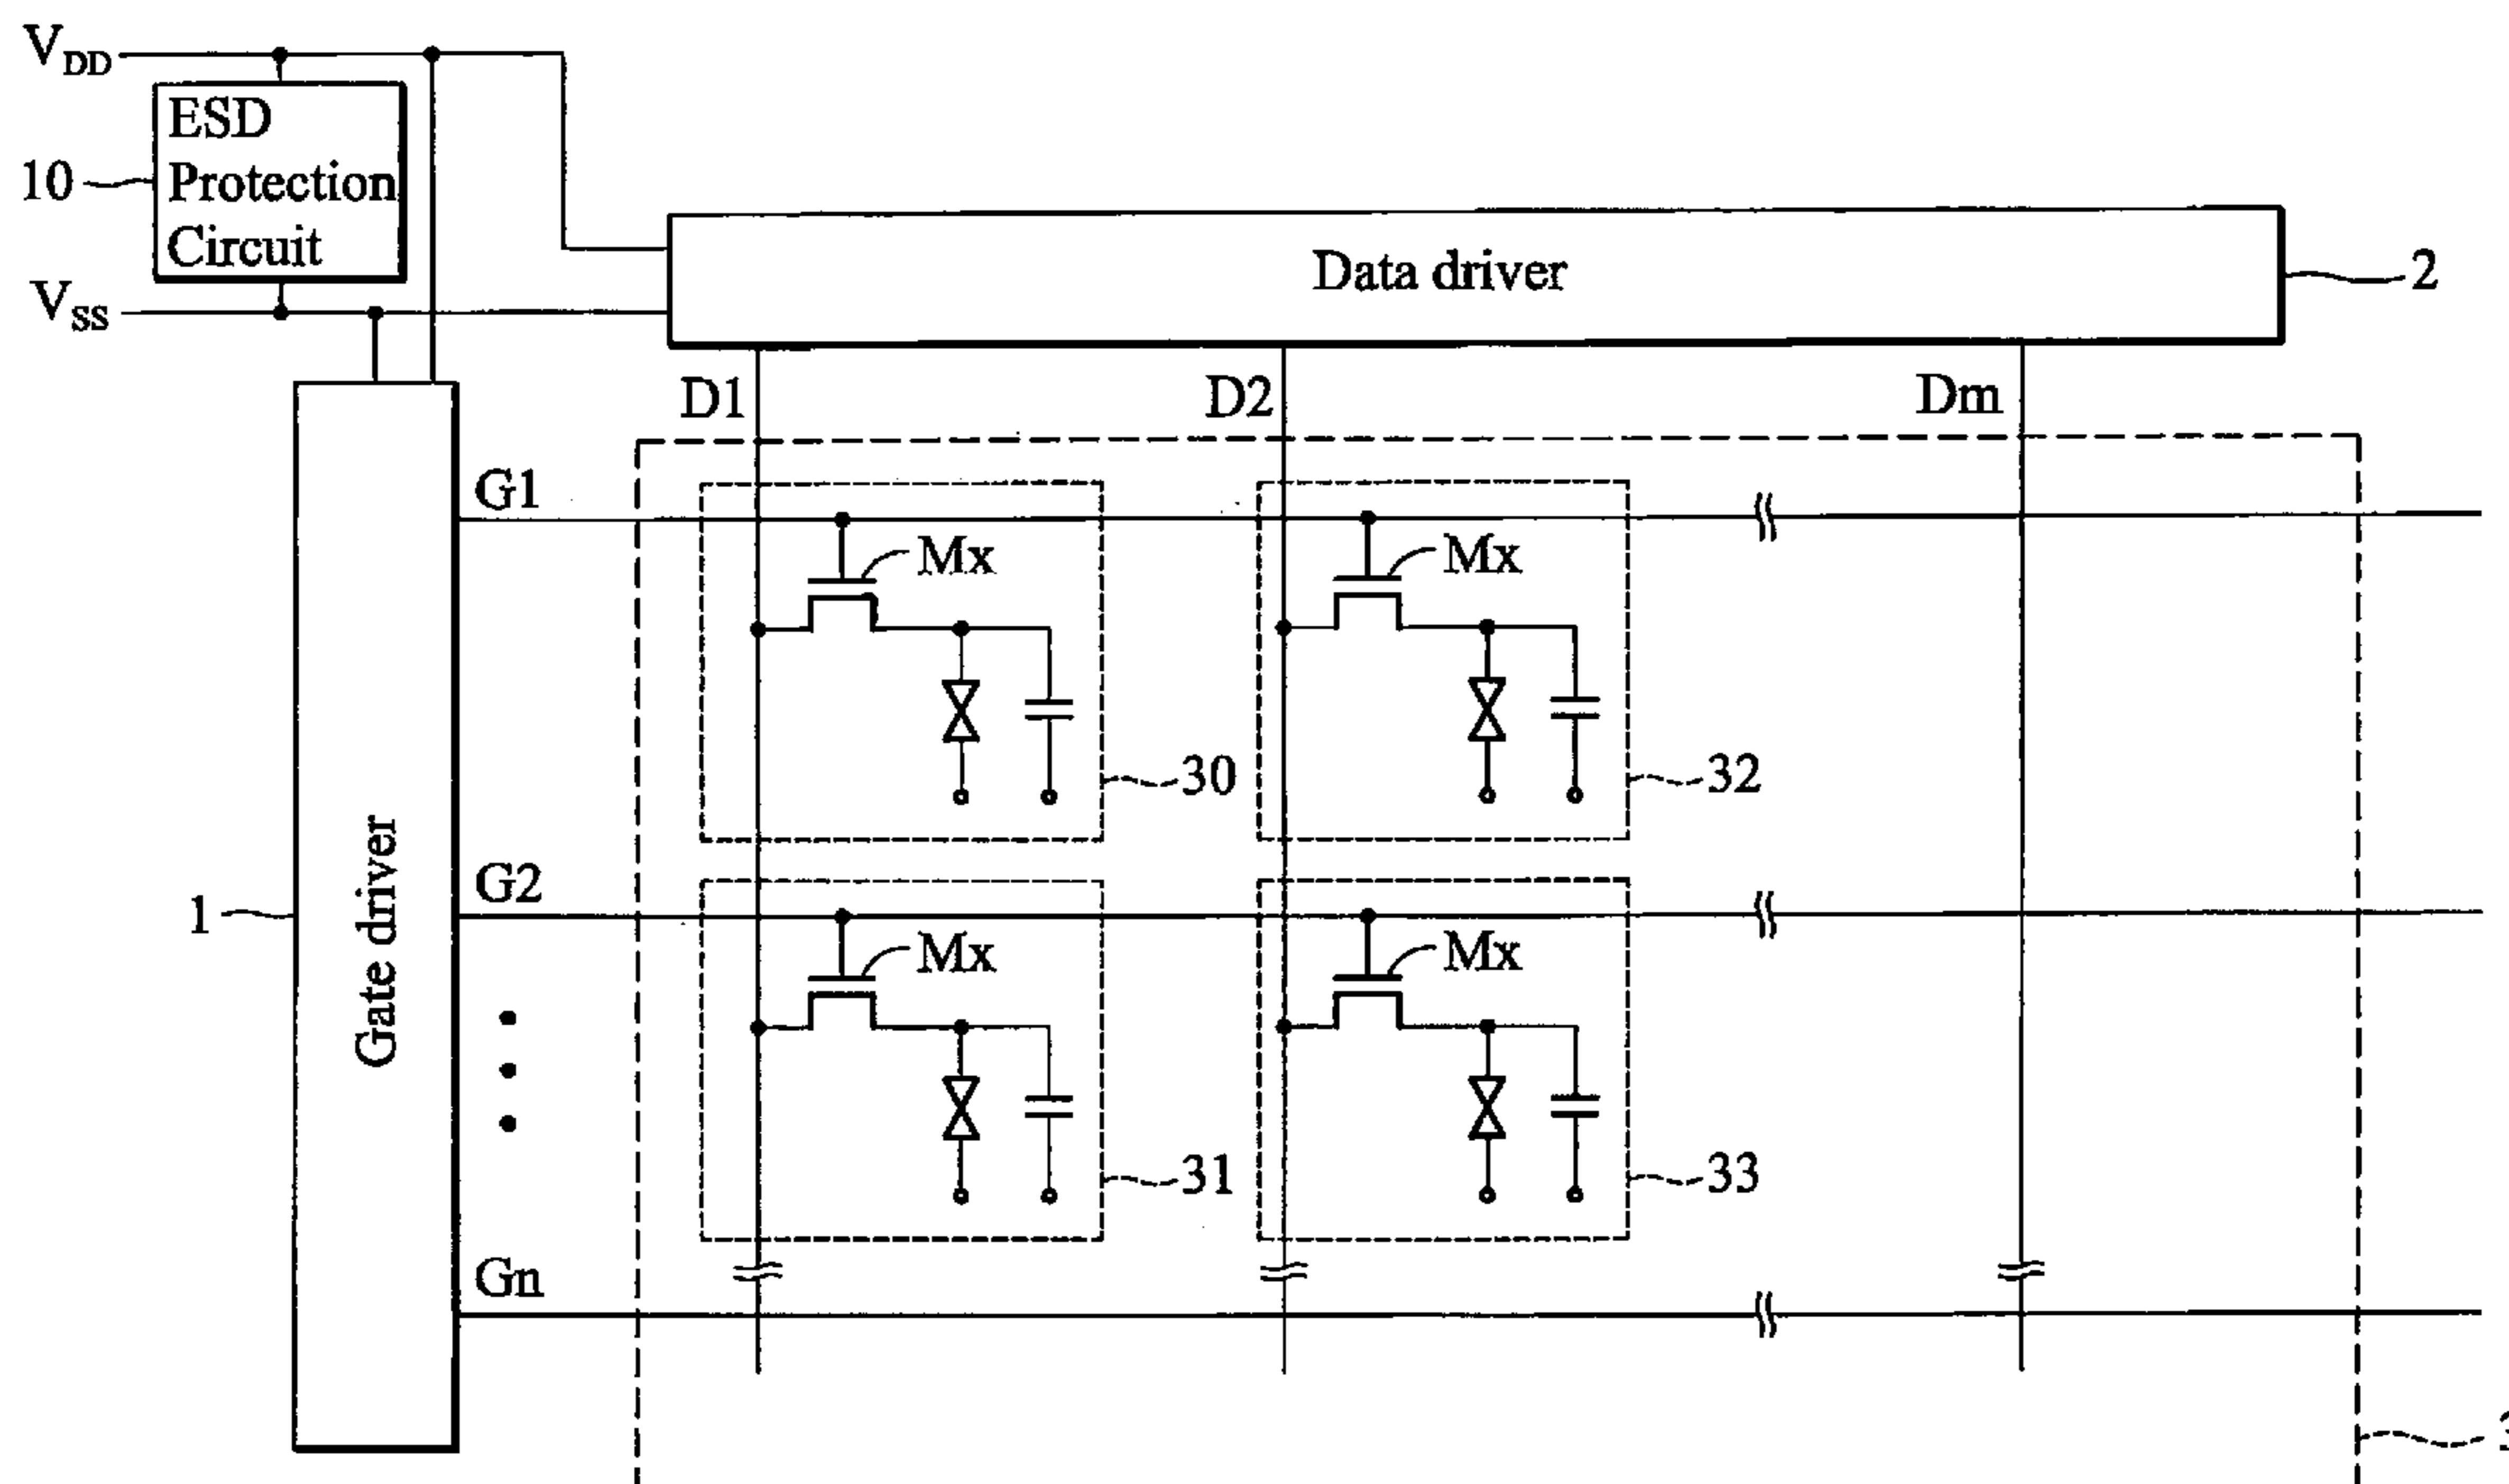 VDD
ESD
Protection
Circuit
10
VSS
Data driver
2
D1
D2
Dm
G1
Mx
Mx
30
32
G2
Mx
Mx
1
Gate driver
31
33
Gn